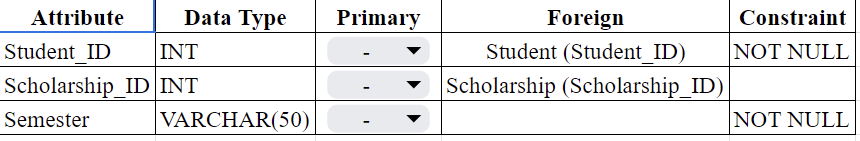 Attribute Data Type Primary Foreign Constraint
Student_ID INT - Student (Student_ID) NOT NULL
Scholarship_ID INT - Scholarship (Scholarship_ID)
Semester VARCHAR(50) - NOT NULL